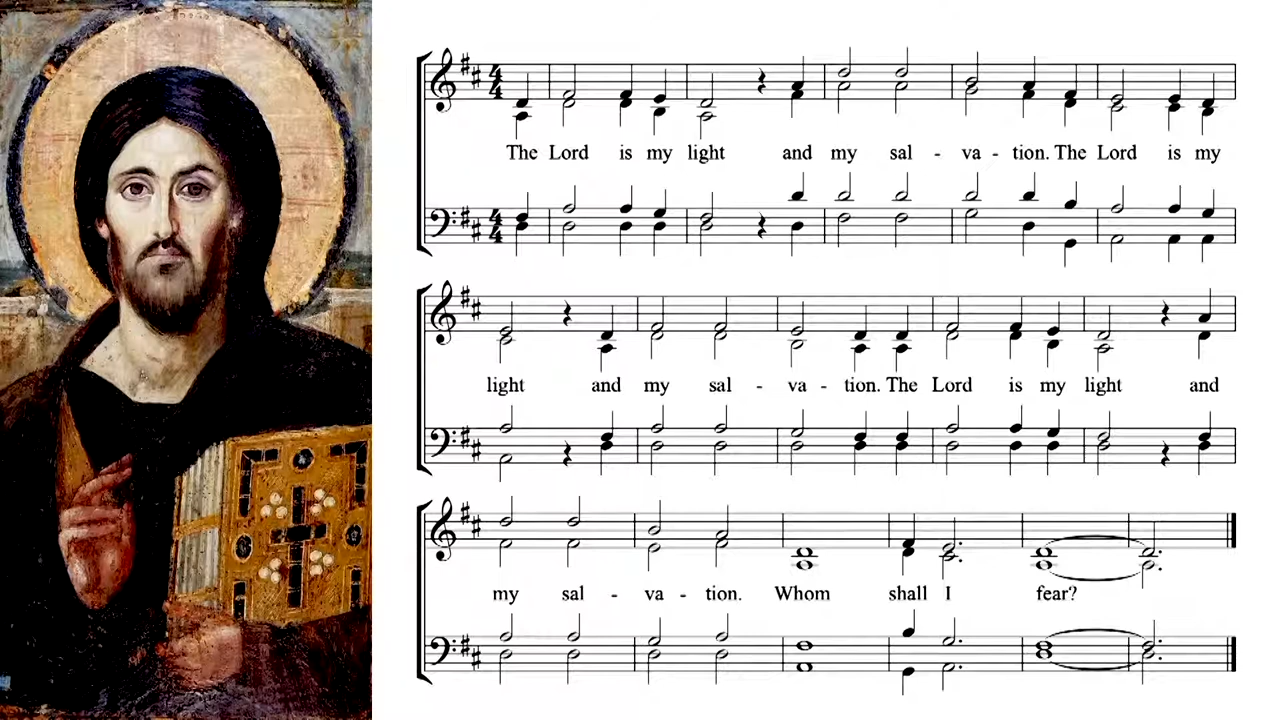 The Lord is my light and my sal - va - tion. The Lord is my
light and my sal - va - tion. The Lord is my light and
my sal - va - tion. Whom shall I fear?